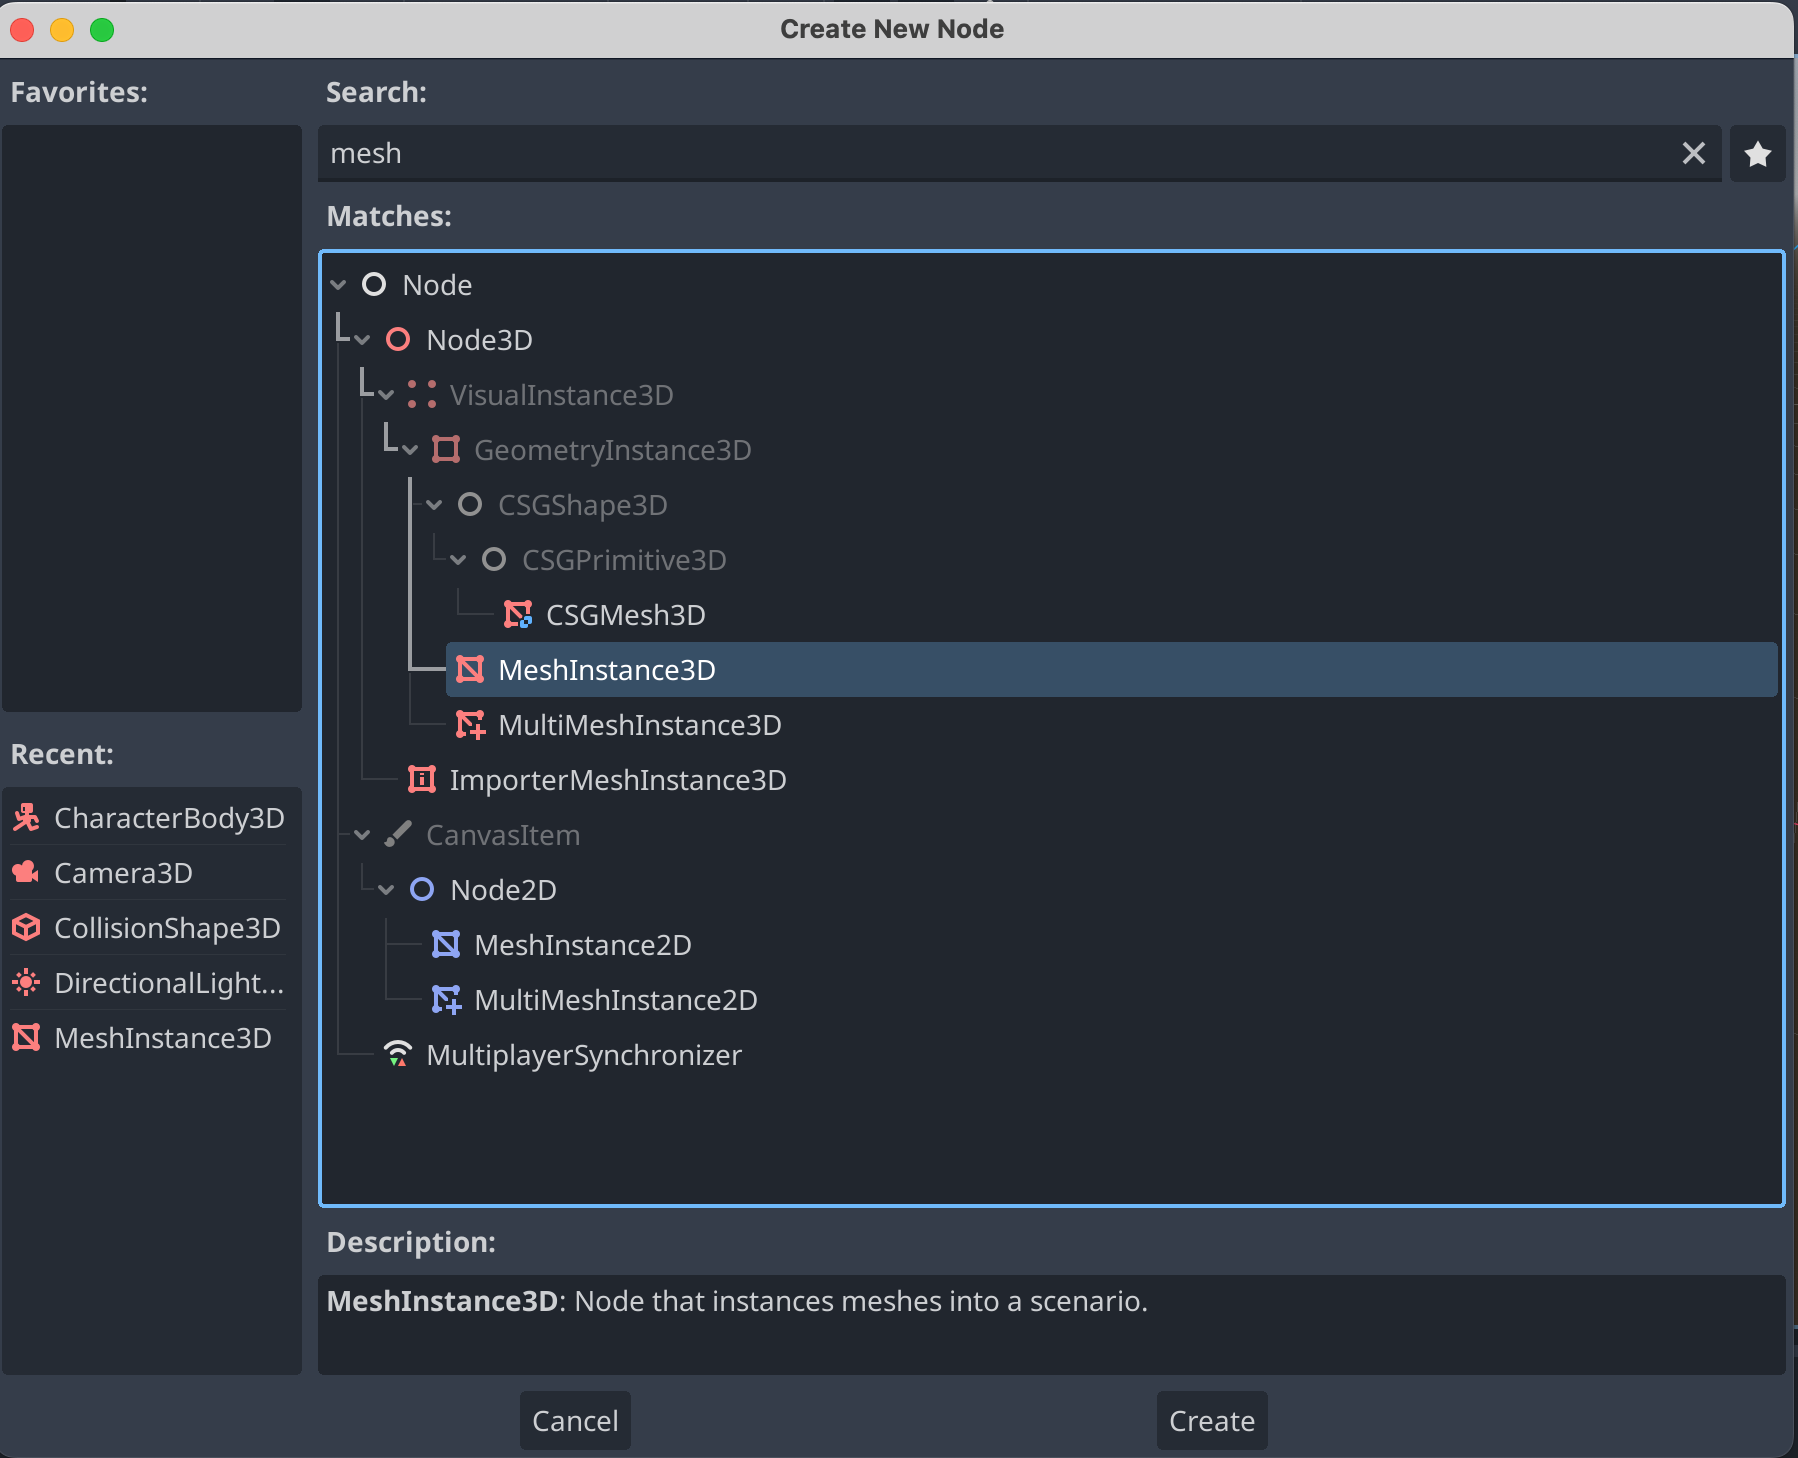 Create New Node
Favorites:
Search:
mesh
Matches:
Node
Node3D
VisualInstance3D
GeometryInstance3D
CSGShape3D
CSGPrimitive3D
CSGMesh3D
MeshInstance3D
MultiMeshInstance3D
ImporterMeshInstance3D
CanvasItem
Node2D
MeshInstance2D
MultiMeshInstance2D
MultiplayerSynchronizer
Recent:
CharacterBody3D
Camera3D
CollisionShape3D
DirectionalLight...
MeshInstance3D
Description:
MeshInstance3D: Node that instances meshes into a scenario.
Cancel
Create